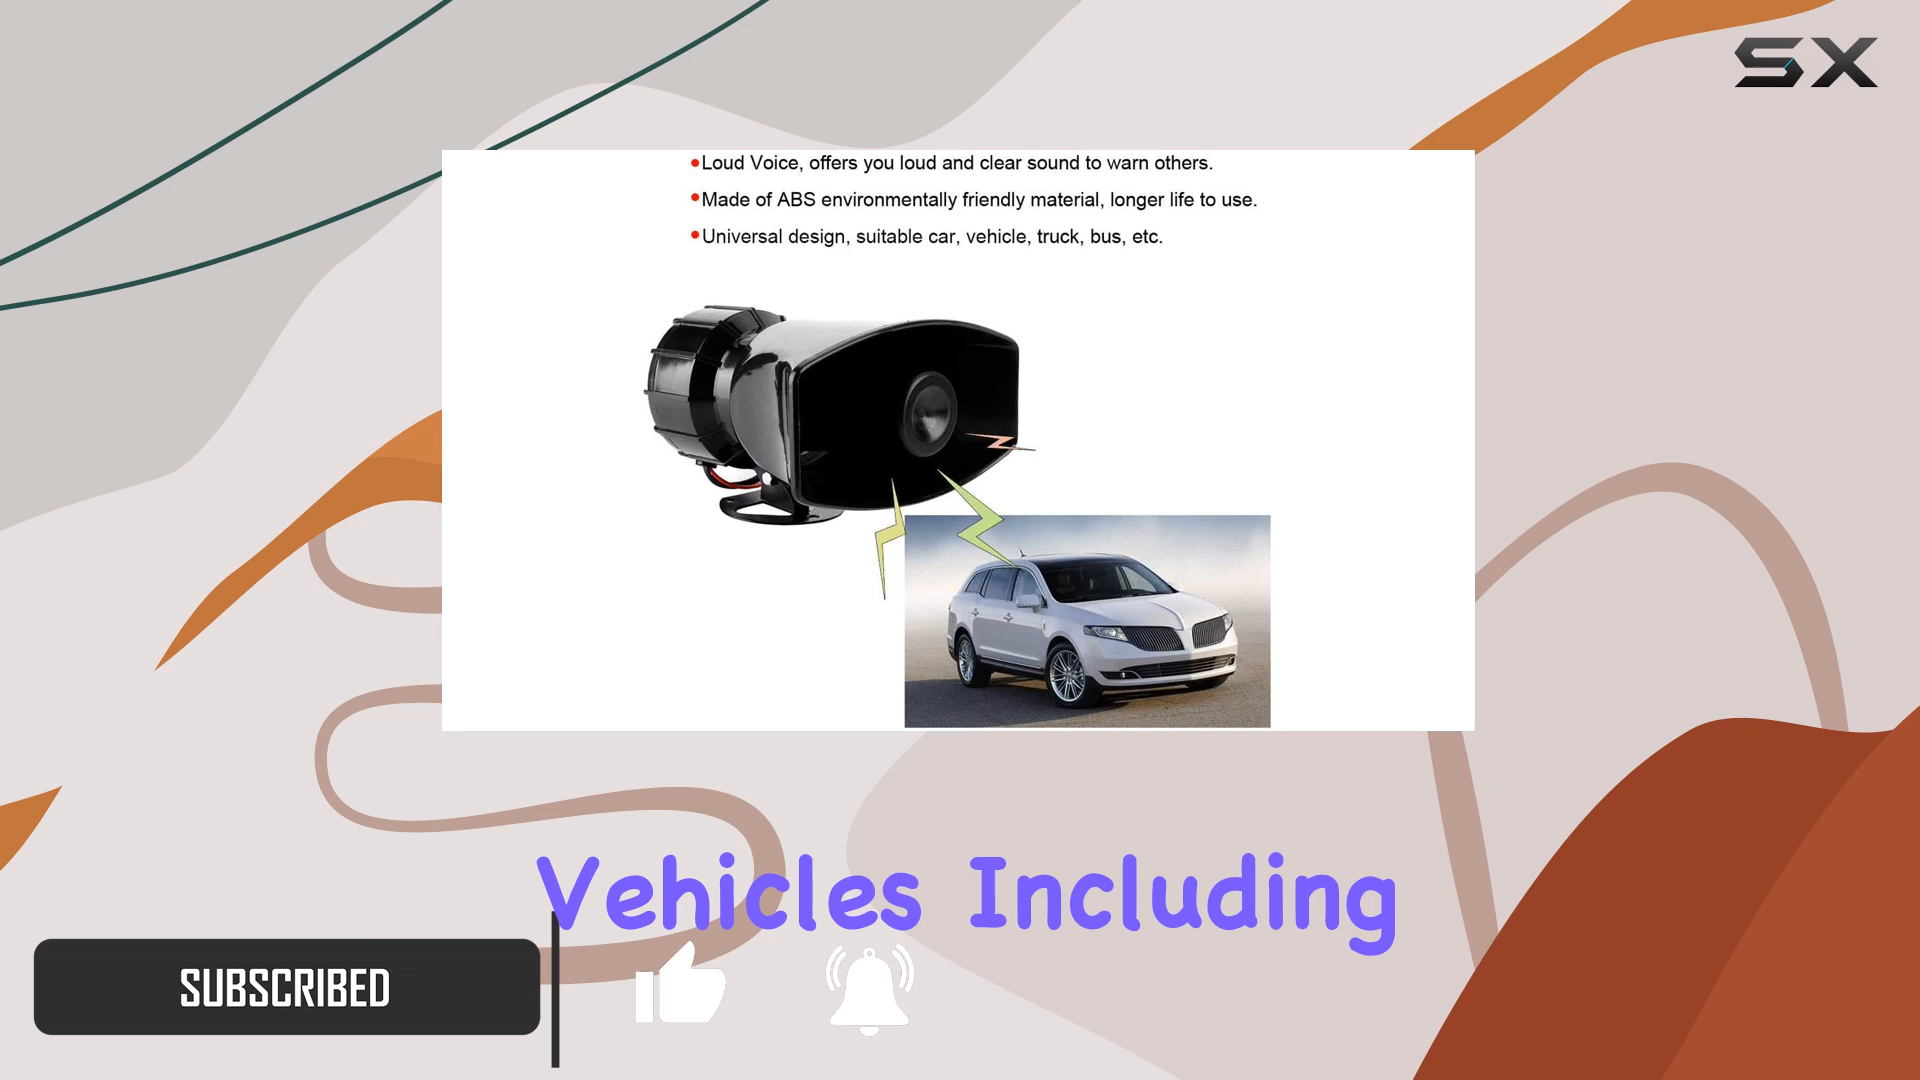 SX
Loud Voice, offers you loud and clear sound to warn others.
Made of ABS environmentally friendly material, longer life to use.
Universal design, suitable car, vehicle, truck, bus, etc.
Vehicles Including
SUBSCRIBED